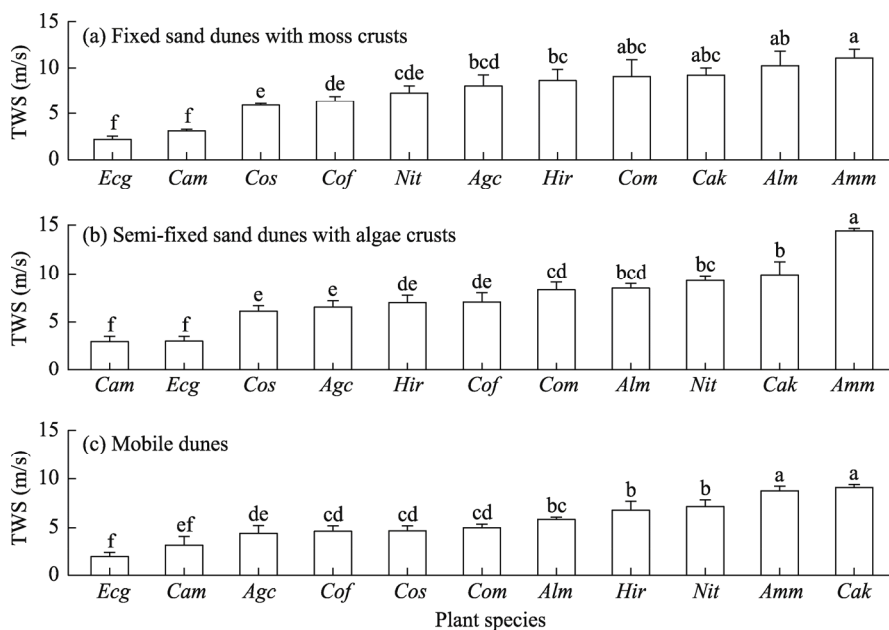 15
(a) Fixed sand dunes with moss crusts
10
5
0
TWS (m/s)
f f e de cde bcd bc abc abc ab a
Ecg Cam Cos Cof Nit Agc Hir Com Cak Alm Amm
15
(b) Semi-fixed sand dunes with algae crusts
10
5
0
TWS (m/s)
f f e e de de cd bcd bc b a
Cam Ecg Cos Agc Hir Cof Com Alm Nit Cak Amm
15
(c) Mobile dunes
10
5
0
TWS (m/s)
f ef de cd cd cd bc b b a a
Ecg Cam Agc Cof Cos Com Alm Hir Nit Amm Cak
Plant species